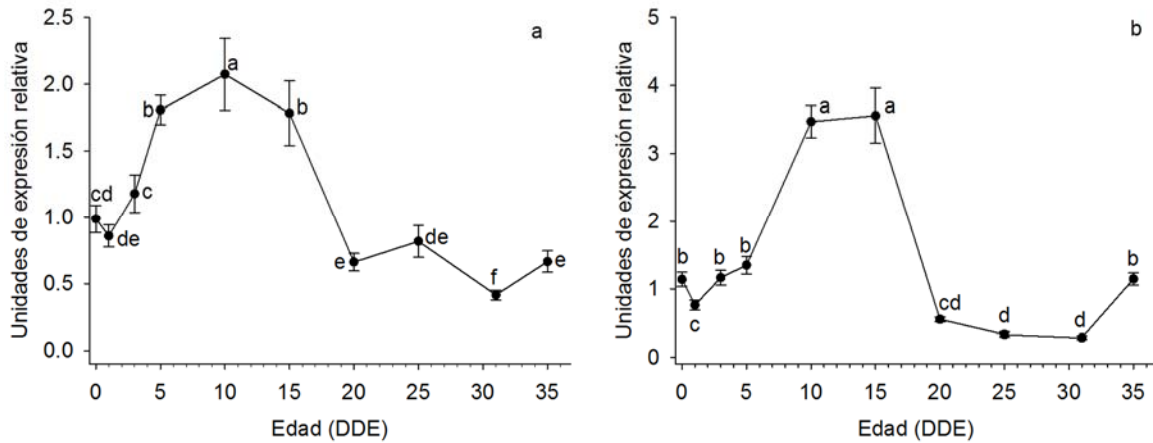 a
Unidades de expresión relativa
2.5
2.0
1.5
1.0
0.5
0.0
cd
de
c
b
a
b
e
de
f
e
0 5 10 15 20 25 30 35
Edad (DDE)
b
Unidades de expresión relativa
5
4
3
2
1
0
b
c
b
b
a
a
cd
d
d
b
0 5 10 15 20 25 30 35
Edad (DDE)